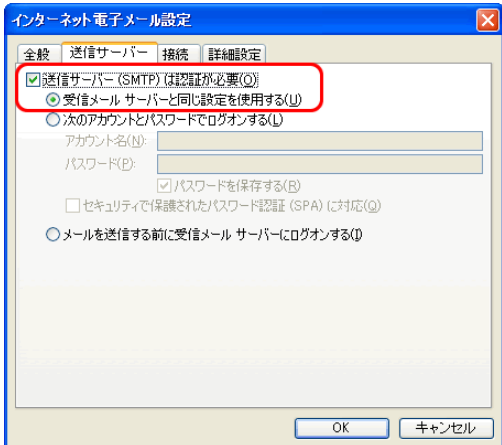 インターネット電子メール設定
全般 送信サーバー 接続 詳細設定
送信サーバー (SMTP) は認証が必要(O)
受信メール サーバーと同じ設定を使用する(U)
次のアカウントとパスワードでログオンする(L)
アカウント名(N):
パスワード(P):
パスワードを保存する(R)
セキュリティで保護されたパスワード認証 (SPA) に対応(Q)
メールを送信する前に受信メール サーバーにログオンする(I)
OK キャンセル